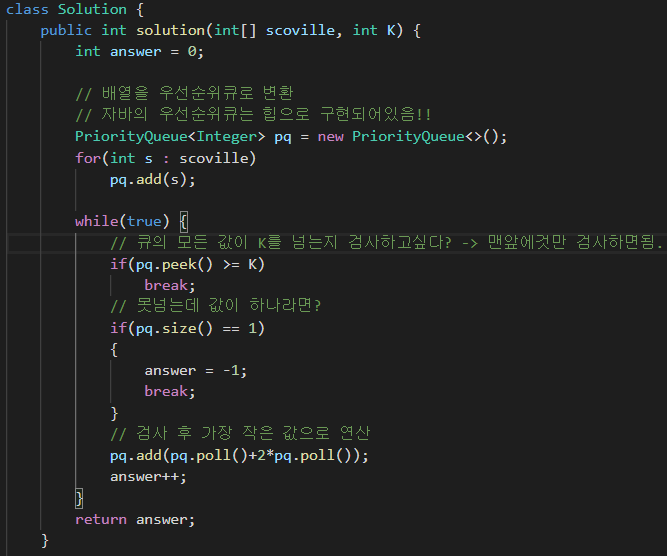 class Solution {
    public int solution(int[] scoville, int K) {
        int answer = 0;

        // 배열을 우선순위큐로 변환
        // 자바의 우선순위큐는 힙으로 구현되어있음!!
        PriorityQueue<Integer> pq = new PriorityQueue<>();
        for(int s : scoville)
            pq.add(s);

        while(true) {
            // 큐의 모든 값이 K를 넘는지 검사하고싶다? -> 맨앞에것만 검사하면됨.
            if(pq.peek() >= K)
                break;
            // 못넘는데 값이 하나라면?
            if(pq.size() == 1)
            {
                answer = -1;
                break;
            }
            // 검사 후 가장 작은 값으로 연산
            pq.add(pq.poll()+2*pq.poll());
            answer++;
        }
        return answer;
    }